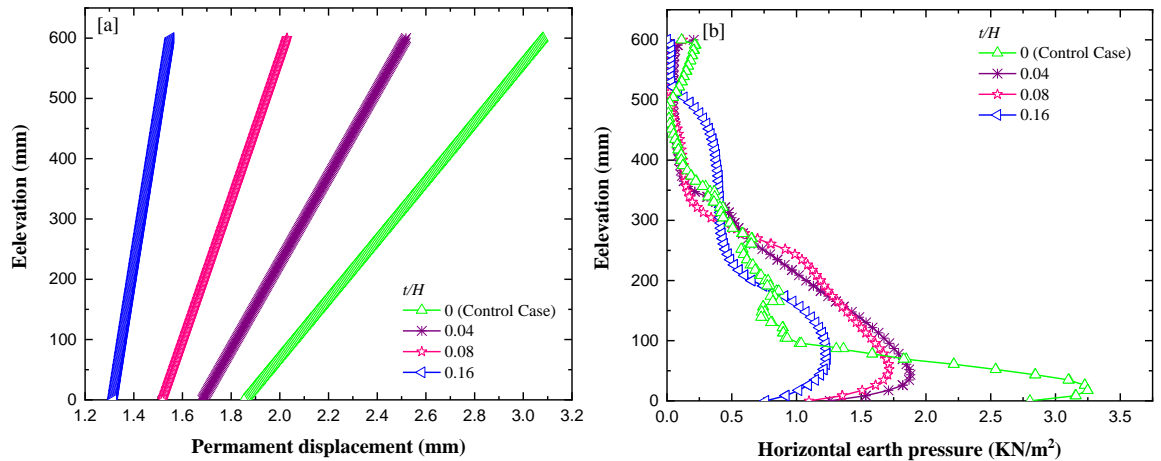 [a]
600
500
400
300
200
100
0
Eelevation (mm)
t/H
0 (Control Case)
0.04
0.08
0.16
1.2 1.4 1.6 1.8 2.0 2.2 2.4 2.6 2.8 3.0 3.2
Permament displacement (mm)
[b]
600
500
400
300
200
100
0
Eelevation (mm)
t/H
0 (Control Case)
0.04
0.08
0.16
0.0 0.5 1.0 1.5 2.0 2.5 3.0 3.5
Horizontal earth pressure (KN/m²)